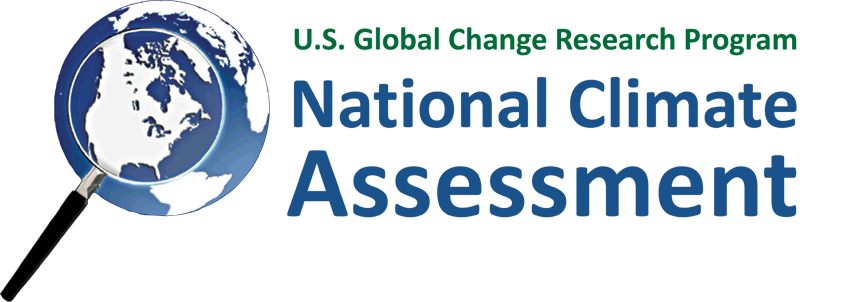 U.S. Global Change Research Program
National Climate
Assessment